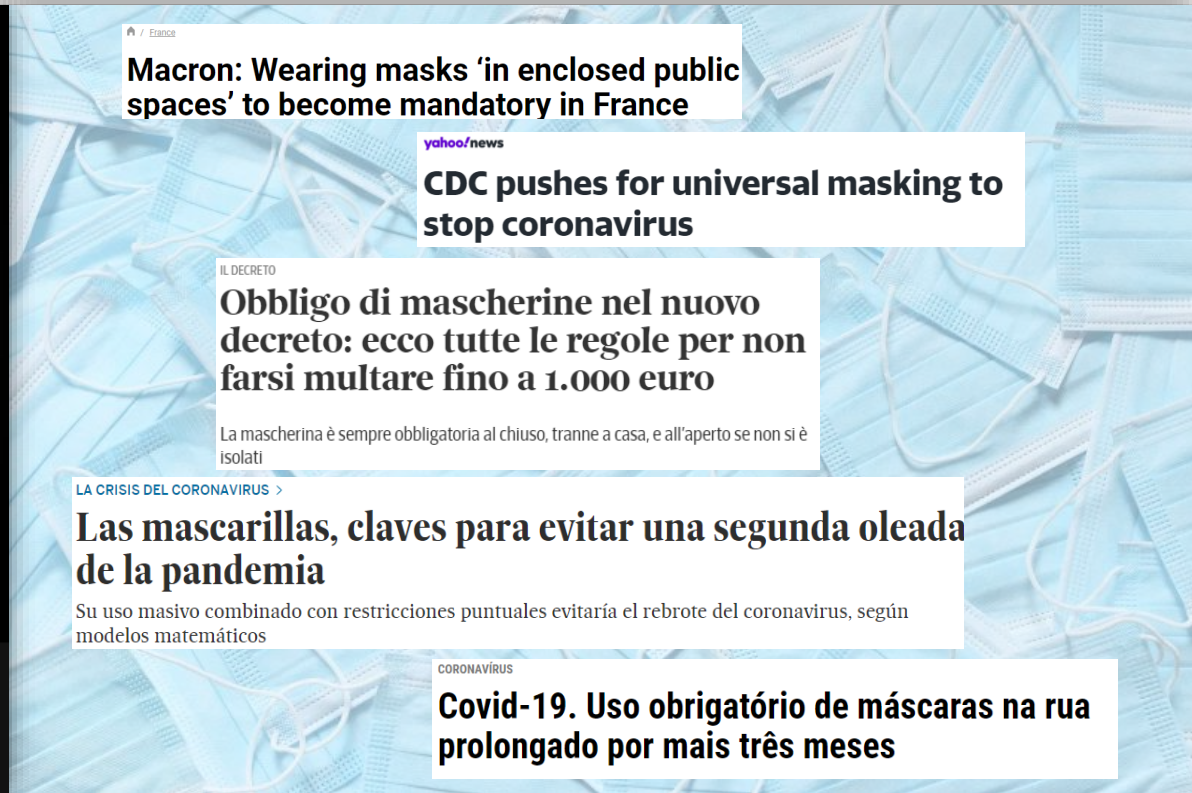 / France
Macron: Wearing masks ‘in enclosed public
spaces’ to become mandatory in France
yahoo!news
CDC pushes for universal masking to
stop coronavirus
IL DECRETO
Obbligo di mascherine nel nuovo
decreto: ecco tutte le regole per non
farsi multare fino a 1.000 euro
La mascherina è sempre obbligatoria al chiuso, tranne a casa, e all’aperto se non si è
isolati
LA CRISIS DEL CORONAVIRUS >
Las mascarillas, claves para evitar una segunda oleada
de la pandemia
Su uso masivo combinado con restricciones puntuales evitaría el rebrote del coronavirus, según
modelos matemáticos
CORONAVÍRUS
Covid-19. Uso obrigatório de máscaras na rua
prolongado por mais três meses